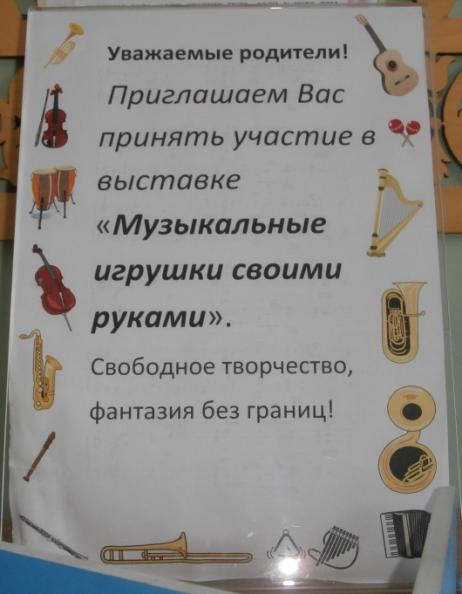 Уважаемые родители!
Приглашаем Вас
принять участие в
выставке
«Музыкальные
игрушки своими
руками».
Свободное творчество,
фантазия без границ!